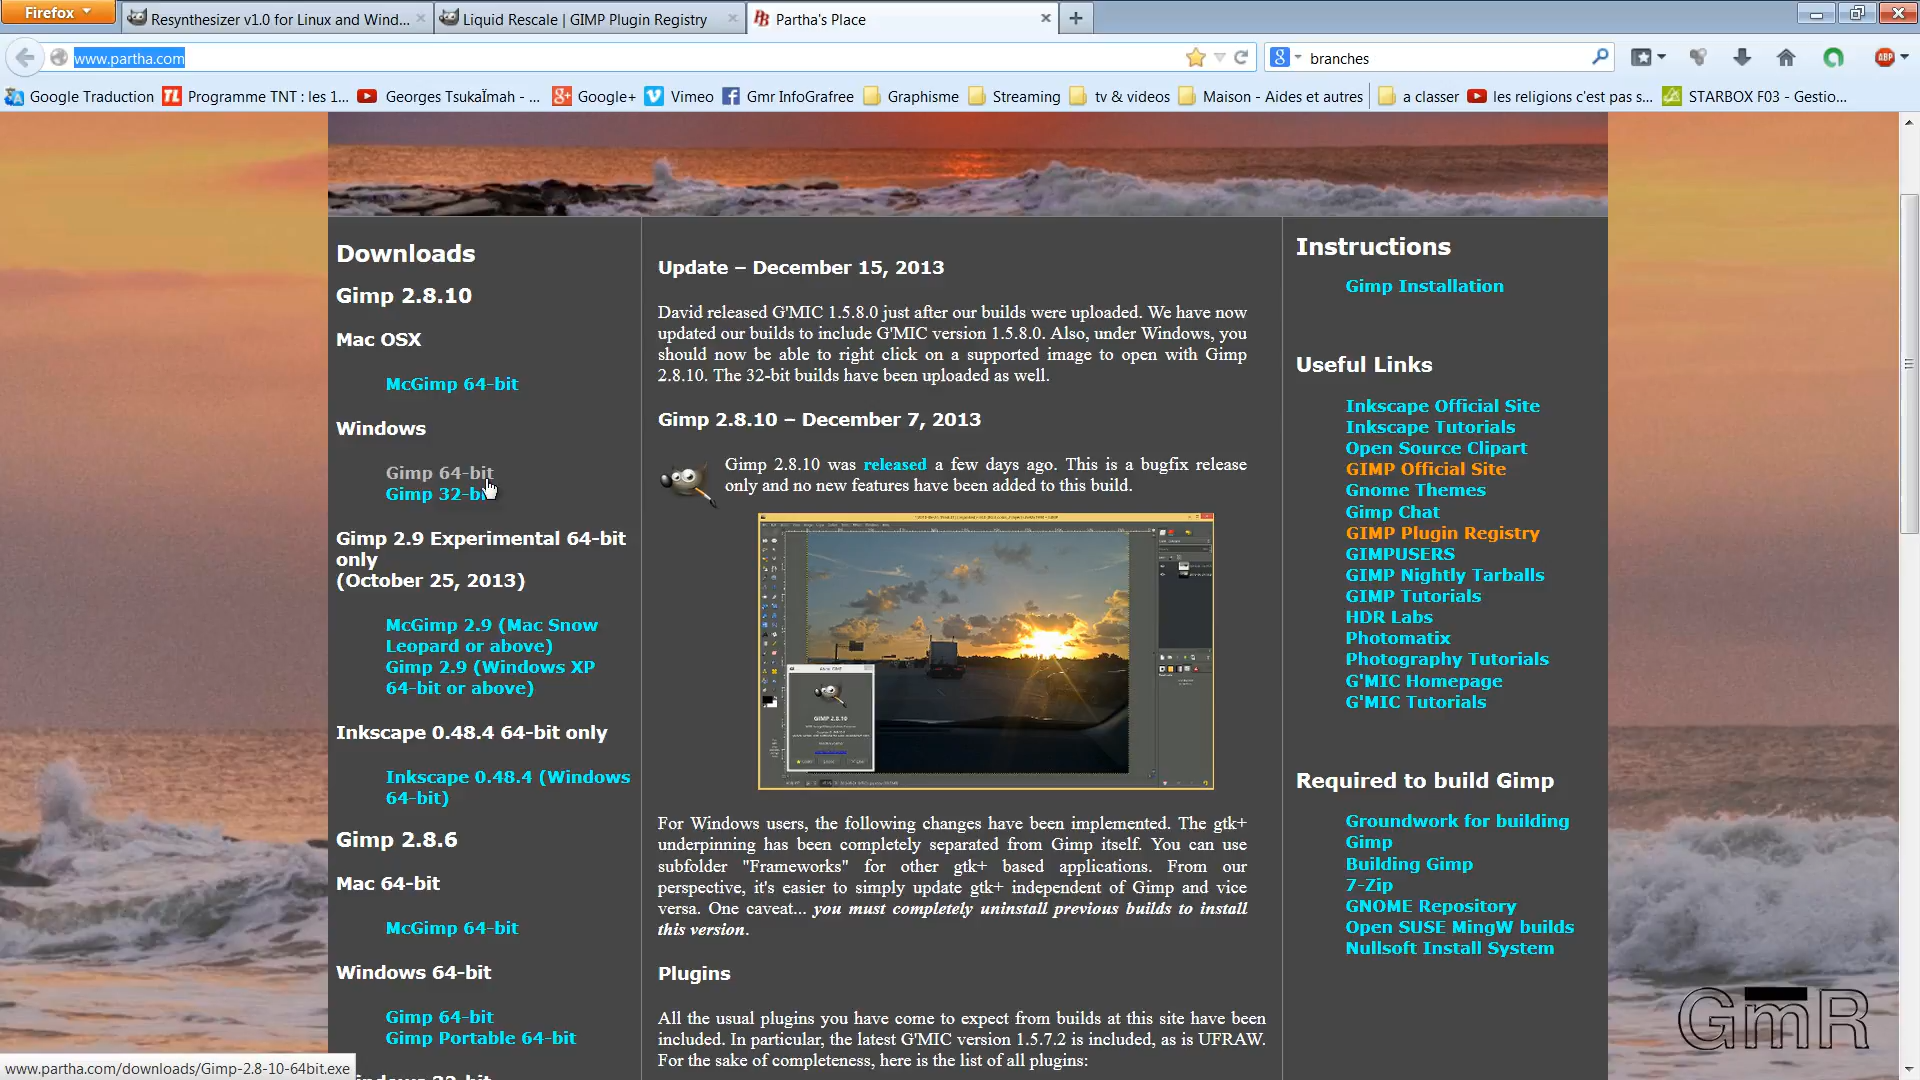 Firefox
Resynthesizer v1.0 for Linux and Wind...
Liquid Rescale | GIMP Plugin Registry
Partha's Place
www.partha.com
branches
ABP
Google Traduction
Programme TNT : les 1...
Georges Tsukalmah - ...
Google+
Vimeo
Gmr InfoGrafree
Graphisme
Streaming
tv & videos
Maison - Aides et autres
a classer
les religions c'est pas s...
STARBOX F03 - Gestio...
Downloads
Gimp 2.8.10
Mac OSX
McGimp 64-bit
Windows
Gimp 64-bit
Gimp 32-bit
Gimp 2.9 Experimental 64-bit
only
(October 25, 2013)
McGimp 2.9 (Mac Snow
Leopard or above)
Gimp 2.9 (Windows XP
64-bit or above)
Inkscape 0.48.4 64-bit only
Inkscape 0.48.4 (Windows
64-bit)
Gimp 2.8.6
Mac 64-bit
McGimp 64-bit
Windows 64-bit
Gimp 64-bit
Gimp Portable 64-bit
Update – December 15, 2013
David released G'MIC 1.5.8.0 just after our builds were uploaded. We have now
updated our builds to include G'MIC version 1.5.8.0. Also, under Windows, you
should now be able to right click on a supported image to open with Gimp
2.8.10. The 32-bit builds have been uploaded as well.
Gimp 2.8.10 – December 7, 2013
Gimp 2.8.10 was released a few days ago. This is a bugfix release
only and no new features have been added to this build.
GIMP 2.8.10
For Windows users, the following changes have been implemented. The gtk+
underpinning has been completely separated from Gimp itself. You can use
subfolder "Frameworks" for other gtk+ based applications. From our
perspective, it's easier to simply update gtk+ independent of Gimp and vice
versa. One caveat... you must completely uninstall previous builds to install
this version.
Plugins
All the usual plugins you have come to expect from builds at this site have been
included. In particular, the latest G'MIC version 1.5.7.2 is included, as is UFRAW.
For the sake of completeness, here is the list of all plugins:
Instructions
Gimp Installation
Useful Links
Inkscape Official Site
Inkscape Tutorials
Open Source Clipart
GIMP Official Site
Gnome Themes
Gimp Chat
GIMP Plugin Registry
GIMPUSERS
GIMP Nightly Tarballs
GIMP Tutorials
HDR Labs
Photomatix
Photography Tutorials
G'MIC Homepage
G'MIC Tutorials
Required to build Gimp
Groundwork for building
Gimp
Building Gimp
7-Zip
GNOME Repository
Open SUSE MingW builds
Nullsoft Install System
GmR
www.partha.com/downloads/Gimp-2.8-10-64bit.exe